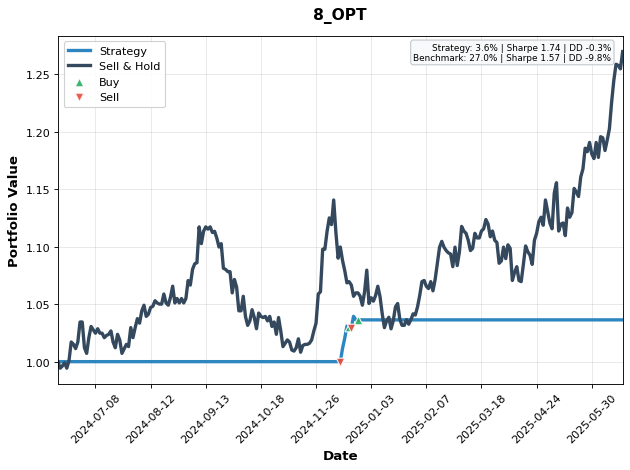 8_OPT
Strategy
Sell & Hold
Buy
Sell
Strategy: 3.6% | Sharpe 1.74 | DD -0.3%
Benchmark: 27.0% | Sharpe 1.57 | DD -9.8%
Portfolio Value
1.25
1.20
1.15
1.10
1.05
1.00
2024-07-08
2024-08-12
2024-09-13
2024-10-18
2024-11-26
2025-01-03
2025-02-07
2025-03-18
2025-04-24
2025-05-30
Date